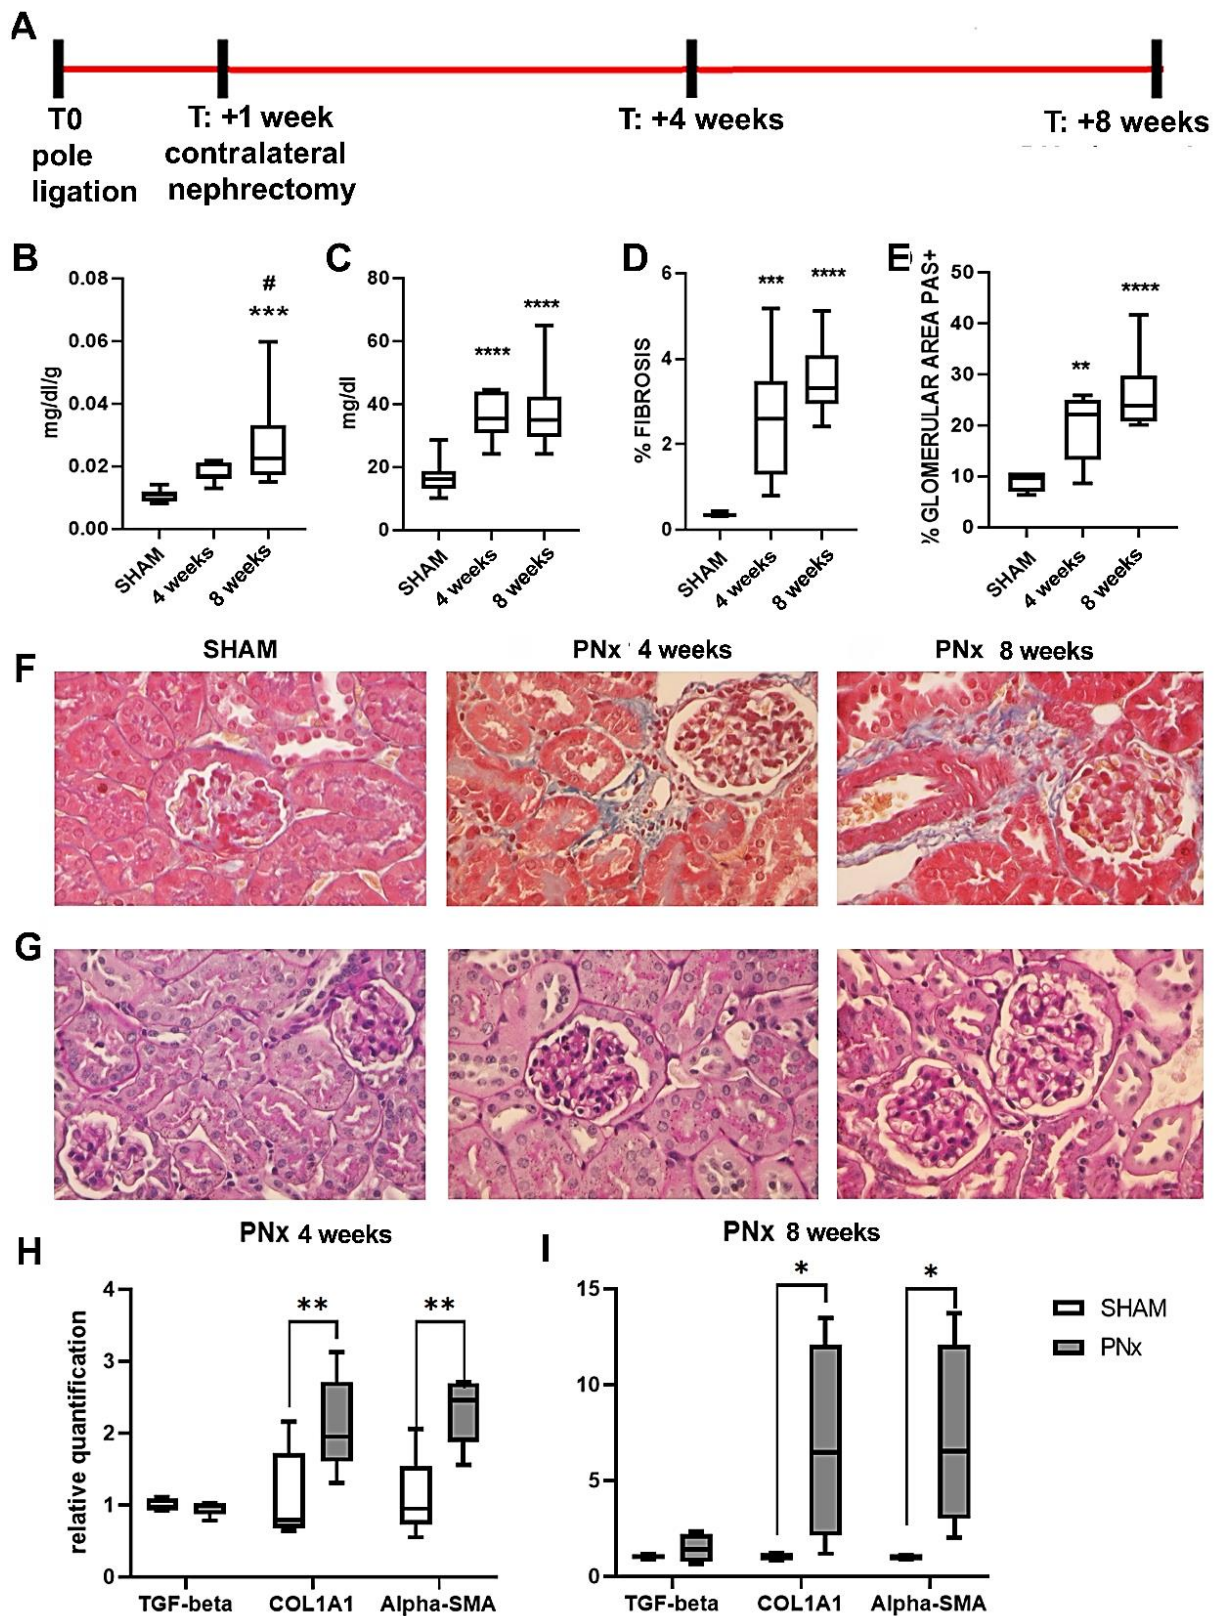 A
T0
pole
ligation
T: +1 week
contralateral
nephrectomy
T: +4 weeks
T: +8 weeks
B
mg/dl/g
0.08
0.06
0.04
0.02
0.00
#
***
SHAM
4 weeks
8 weeks
C
mg/dl
80
60
40
20
0
****
****
SHAM
4 weeks
8 weeks
D
% FIBROSIS
6
4
2
0
***
****
SHAM
4 weeks
8 weeks
E
% GLOMERULAR AREA PAS+
50
40
30
20
10
0
**
****
SHAM
4 weeks
8 weeks
F
SHAM
PNx 4 weeks
PNx 8 weeks
G
H
PNx 4 weeks
relative quantification
4
3
2
1
0
**
**
TGF-beta
COL1A1
Alpha-SMA
I
PNx 8 weeks
15
10
5
0
*
*
TGF-beta
COL1A1
Alpha-SMA
SHAM
PNx